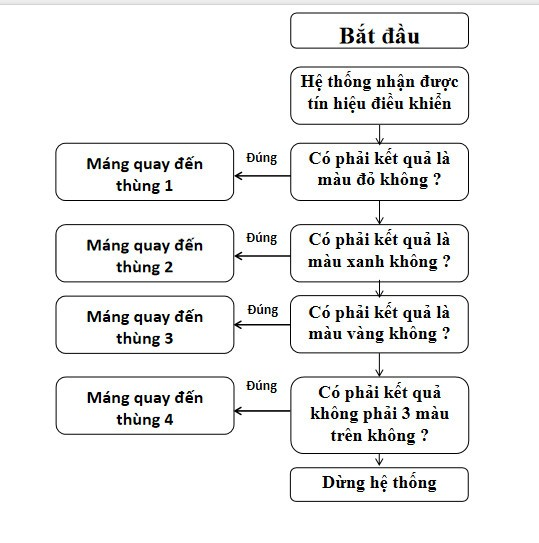 Bắt đầu
Hệ thống nhận được
tín hiệu điều khiển
Có phải kết quả là
màu đỏ không ?
Đúng
Máng quay đến
thùng 1
Có phải kết quả là
màu xanh không ?
Đúng
Máng quay đến
thùng 2
Có phải kết quả là
màu vàng không ?
Đúng
Máng quay đến
thùng 3
Có phải kết quả
không phải 3 màu
trên không ?
Đúng
Máng quay đến
thùng 4
Dừng hệ thống